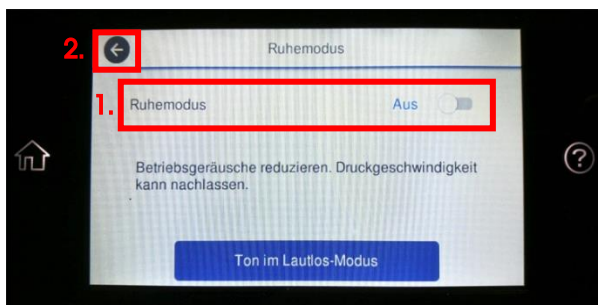 2.
Ruhemodus
1.
Ruhemodus Aus
Betriebsgeräusche reduzieren. Druckgeschwindigkeit
kann nachlassen.
Ton im Lautlos-Modus